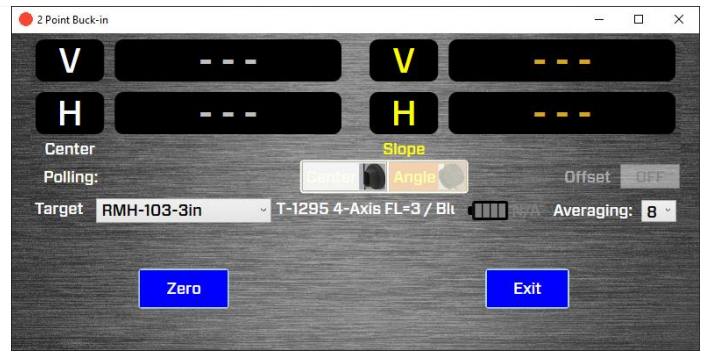 2 Point Buck-in
V --- V ---
H --- H ---
Center Slope
Polling: Center Angle Offset OFF
Target RMH-103-3in T-1295 4-Axis FL=3 / Blu N/A Averaging: 8
Zero Exit